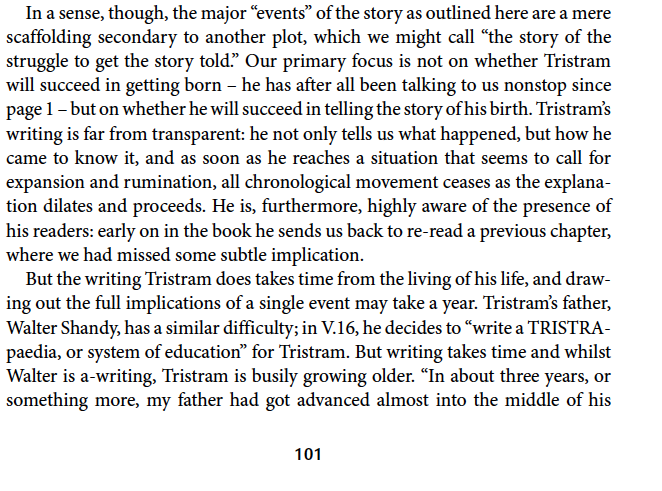 In a sense, though, the major “events” of the story as outlined here are a mere
scaffolding secondary to another plot, which we might call “the story of the
struggle to get the story told.” Our primary focus is not on whether Tristram
will succeed in getting born – he has after all been talking to us nonstop since
page 1 – but on whether he will succeed in telling the story of his birth. Tristram’s
writing is far from transparent: he not only tells us what happened, but how he
came to know it, and as soon as he reaches a situation that seems to call for
expansion and rumination, all chronological movement ceases as the explana-
tion dilates and proceeds. He is, furthermore, highly aware of the presence of
his readers: early on in the book he sends us back to re-read a previous chapter,
where we had missed some subtle implication.
But the writing Tristram does takes time from the living of his life, and draw-
ing out the full implications of a single event may take a year. Tristram’s father,
Walter Shandy, has a similar difficulty; in V.16, he decides to “write a TRISTRA-
paedia, or system of education” for Tristram. But writing takes time and whilst
Walter is a-writing, Tristram is busily growing older. “In about three years, or
something more, my father had got advanced almost into the middle of his
101